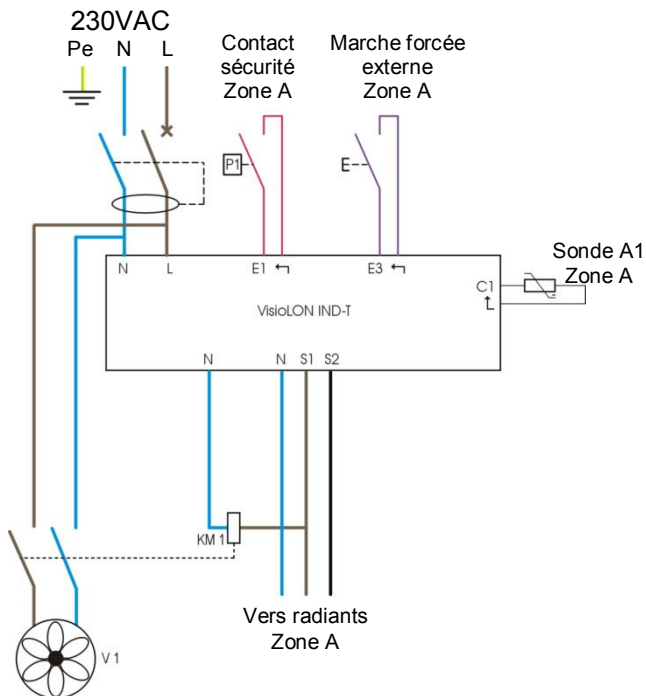 230VAC
Pe N L
Contact
sécurité
Zone A
Marche forcée
externe
Zone A
P1
E
N L E1 E3
Sonde A1
Zone A
C1
VisioLON IND-T
N N S1 S2
KM 1
Vers radiants
Zone A
V 1